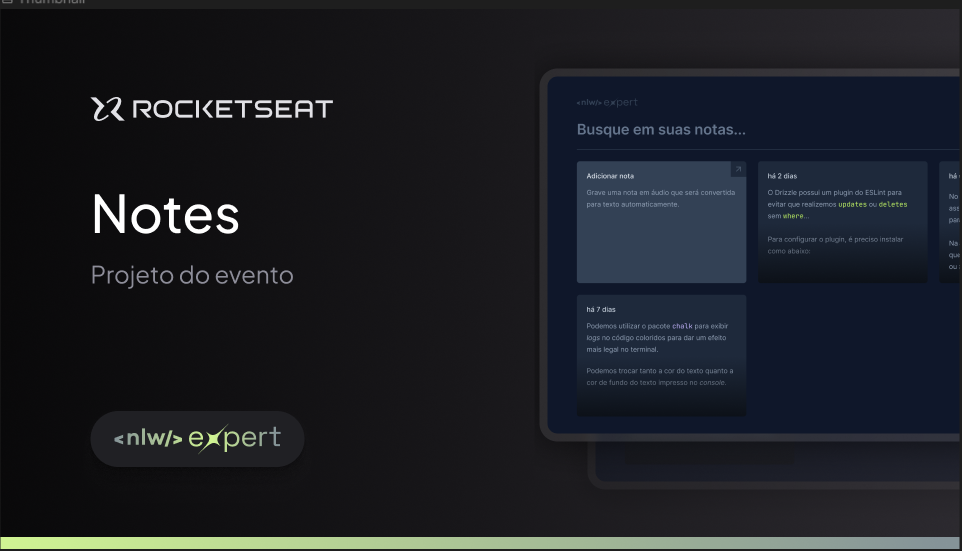 Thumbnail
ROCKETSEAT
Notes
Projeto do evento
<nlw/> expert
<nlw/> expert
Busque em suas notas...
Adicionar nota
Grave uma nota em áudio que será convertida
para texto automaticamente.
há 2 dias
O Drizzle possui um plugin do ESLint para
evitar que realizemos updates ou deletes
sem where...
Para configurar o plugin, é preciso instalar
como abaixo:
há
No
Na
que
ou
há 7 dias
Podemos utilizar o pacote chalk para exibir
logs no código coloridos para dar um efeito
mais legal no terminal.
Podemos trocar tanto a cor do texto quanto a
cor de fundo do texto impresso no console.